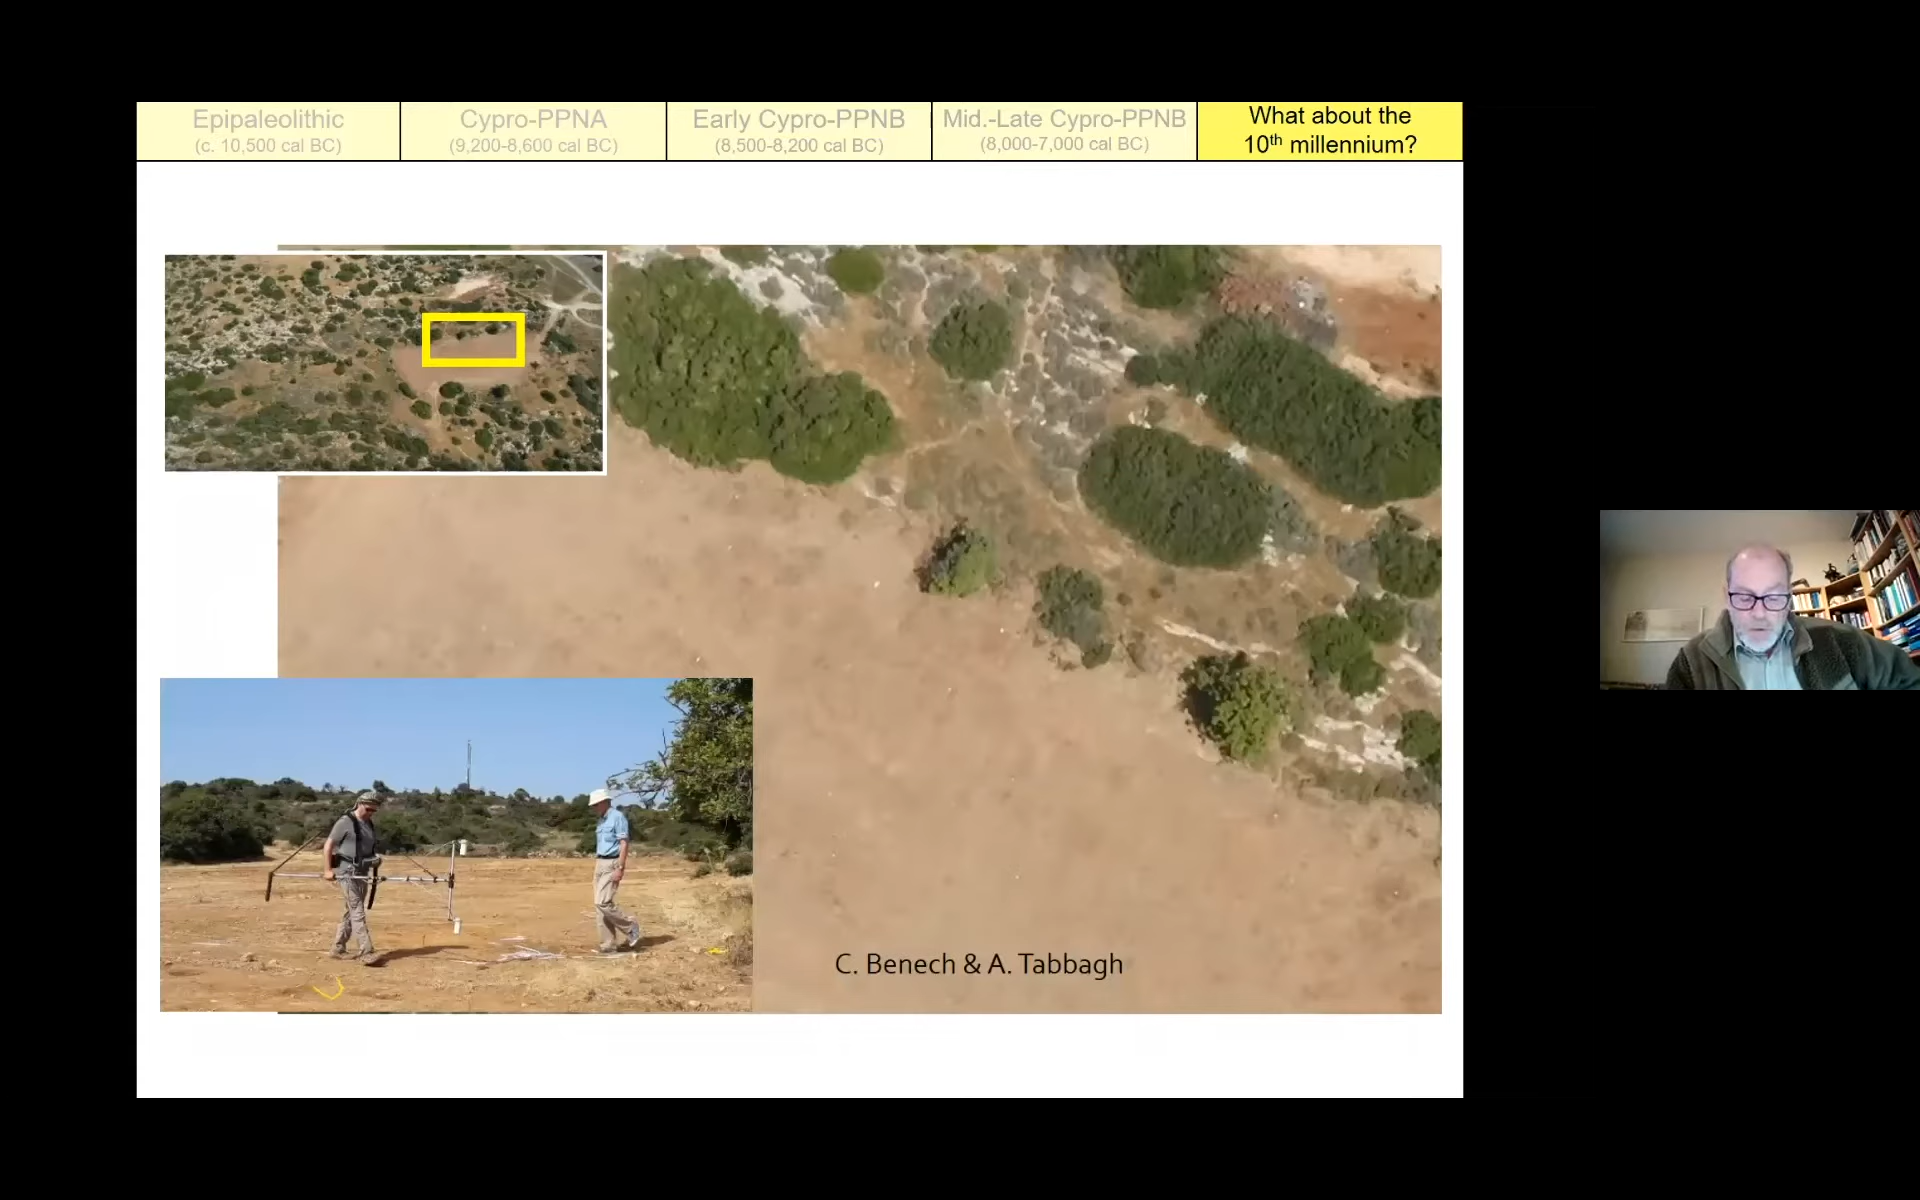 Epipaleolithic
(c. 10,500 cal BC)
Cypro-PPNA
(9,200-8,600 cal BC)
Early Cypro-PPNB
(8,500-8,200 cal BC)
Mid.-Late Cypro-PPNB
(8,000-7,000 cal BC)
What about the
10th millennium?
C. Benech & A. Tabbagh